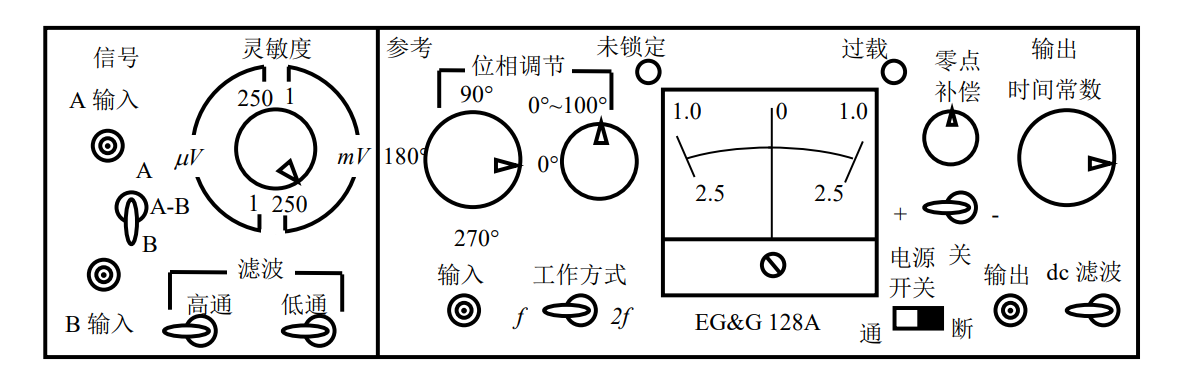 信号
灵敏度
A 输入
250
1
μV
mV
A
A-B
B
1
250
滤波
高通
低通
B 输入
参考
未锁定
过载
位相调节
90°
0°~100°
180°
0°
270°
输入
工作方式
f
2f
1.0
0
1.0
2.5
2.5
EG&G 128A
零点
补偿
+
-
电源
开关
关
通
断
输出
时间常数
输出
dc 滤波